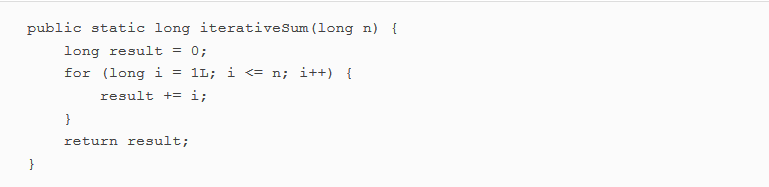 public static long iterativeSum(long n) {
    long result = 0;
    for (long i = 1L; i <= n; i++) {
        result += i;
    }
    return result;
}